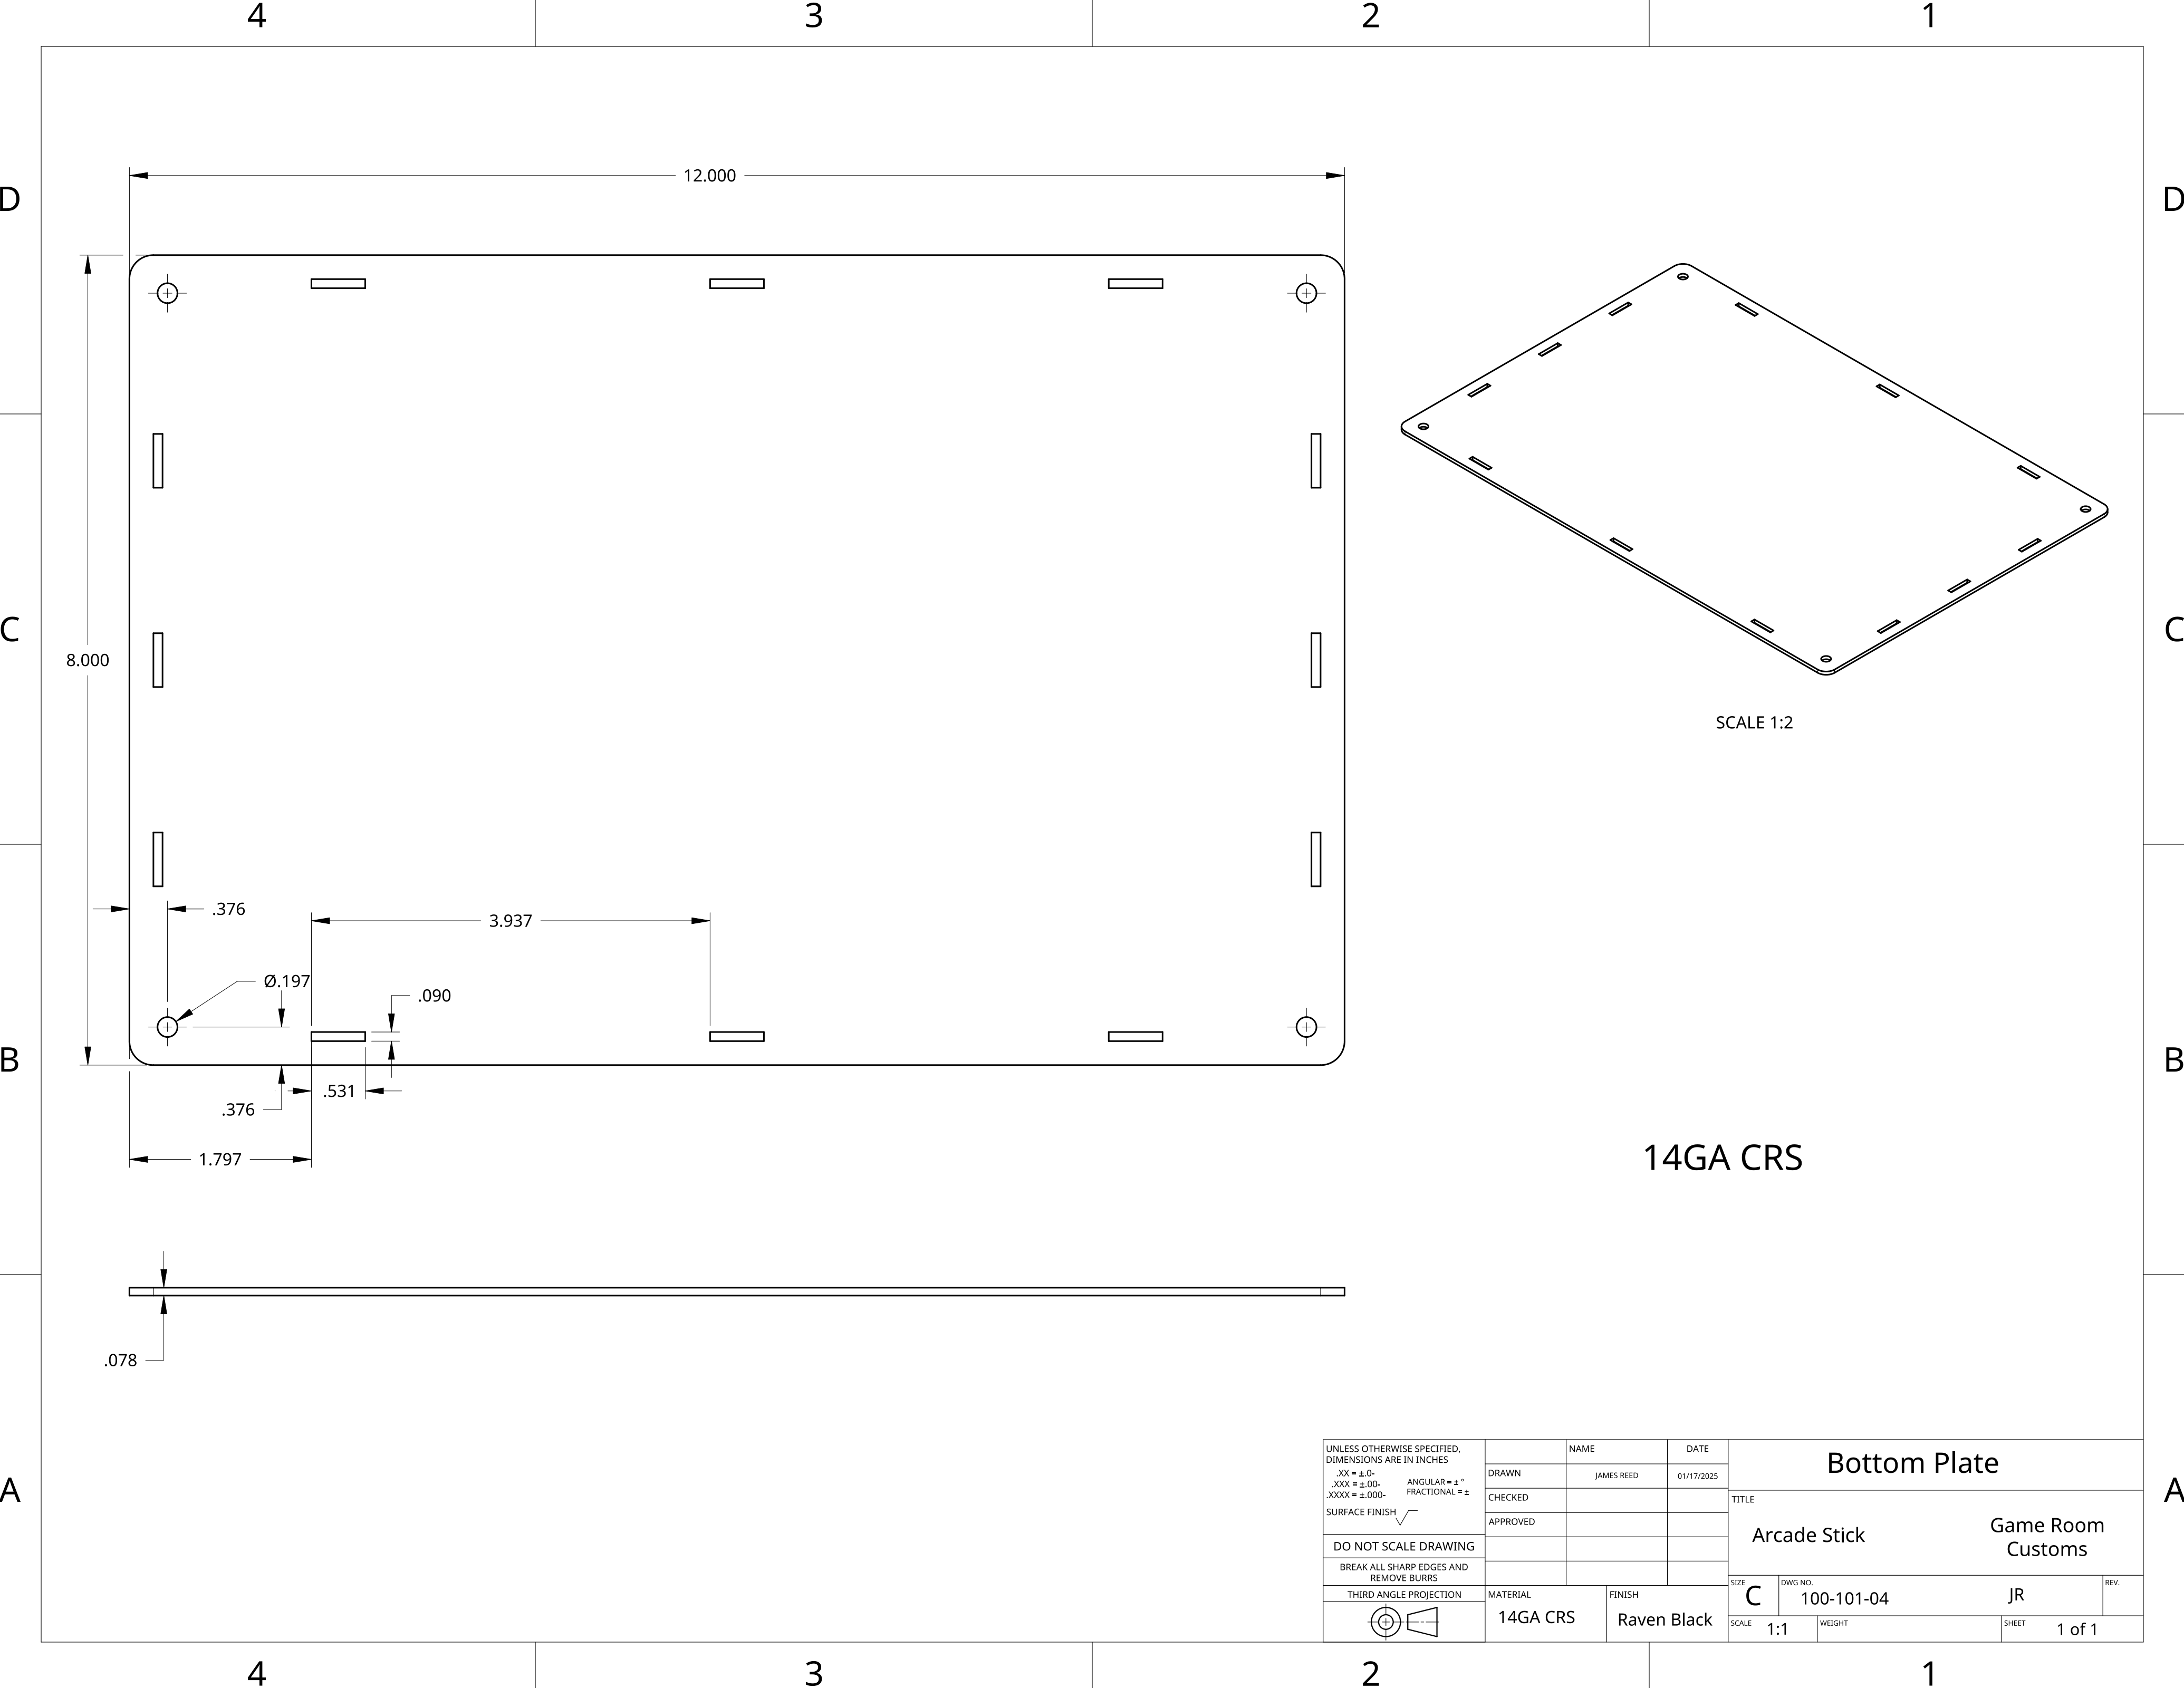 4 3 2 1
D D
12.000
8.000
C C
SCALE 1:2
.376
3.937
Ø.197
.090
B B
.531
.376
1.797
14GA CRS
.078
A A
UNLESS OTHERWISE SPECIFIED,
DIMENSIONS ARE IN INCHES
.XX = ±.0-
.XXX = ±.00-
.XXXX = ±.000-
ANGULAR = ± °
FRACTIONAL = ±
SURFACE FINISH
DO NOT SCALE DRAWING
BREAK ALL SHARP EDGES AND
REMOVE BURRS
THIRD ANGLE PROJECTION
NAME DATE
DRAWN JAMES REED 01/17/2025
CHECKED
APPROVED
MATERIAL
14GA CRS
FINISH
Raven Black
Bottom Plate
TITLE
Arcade Stick
Game Room
Customs
SIZE
C
DWG NO.
100-101-04
JR
REV.
SCALE 1:1
WEIGHT
SHEET 1 of 1
4 3 2 1